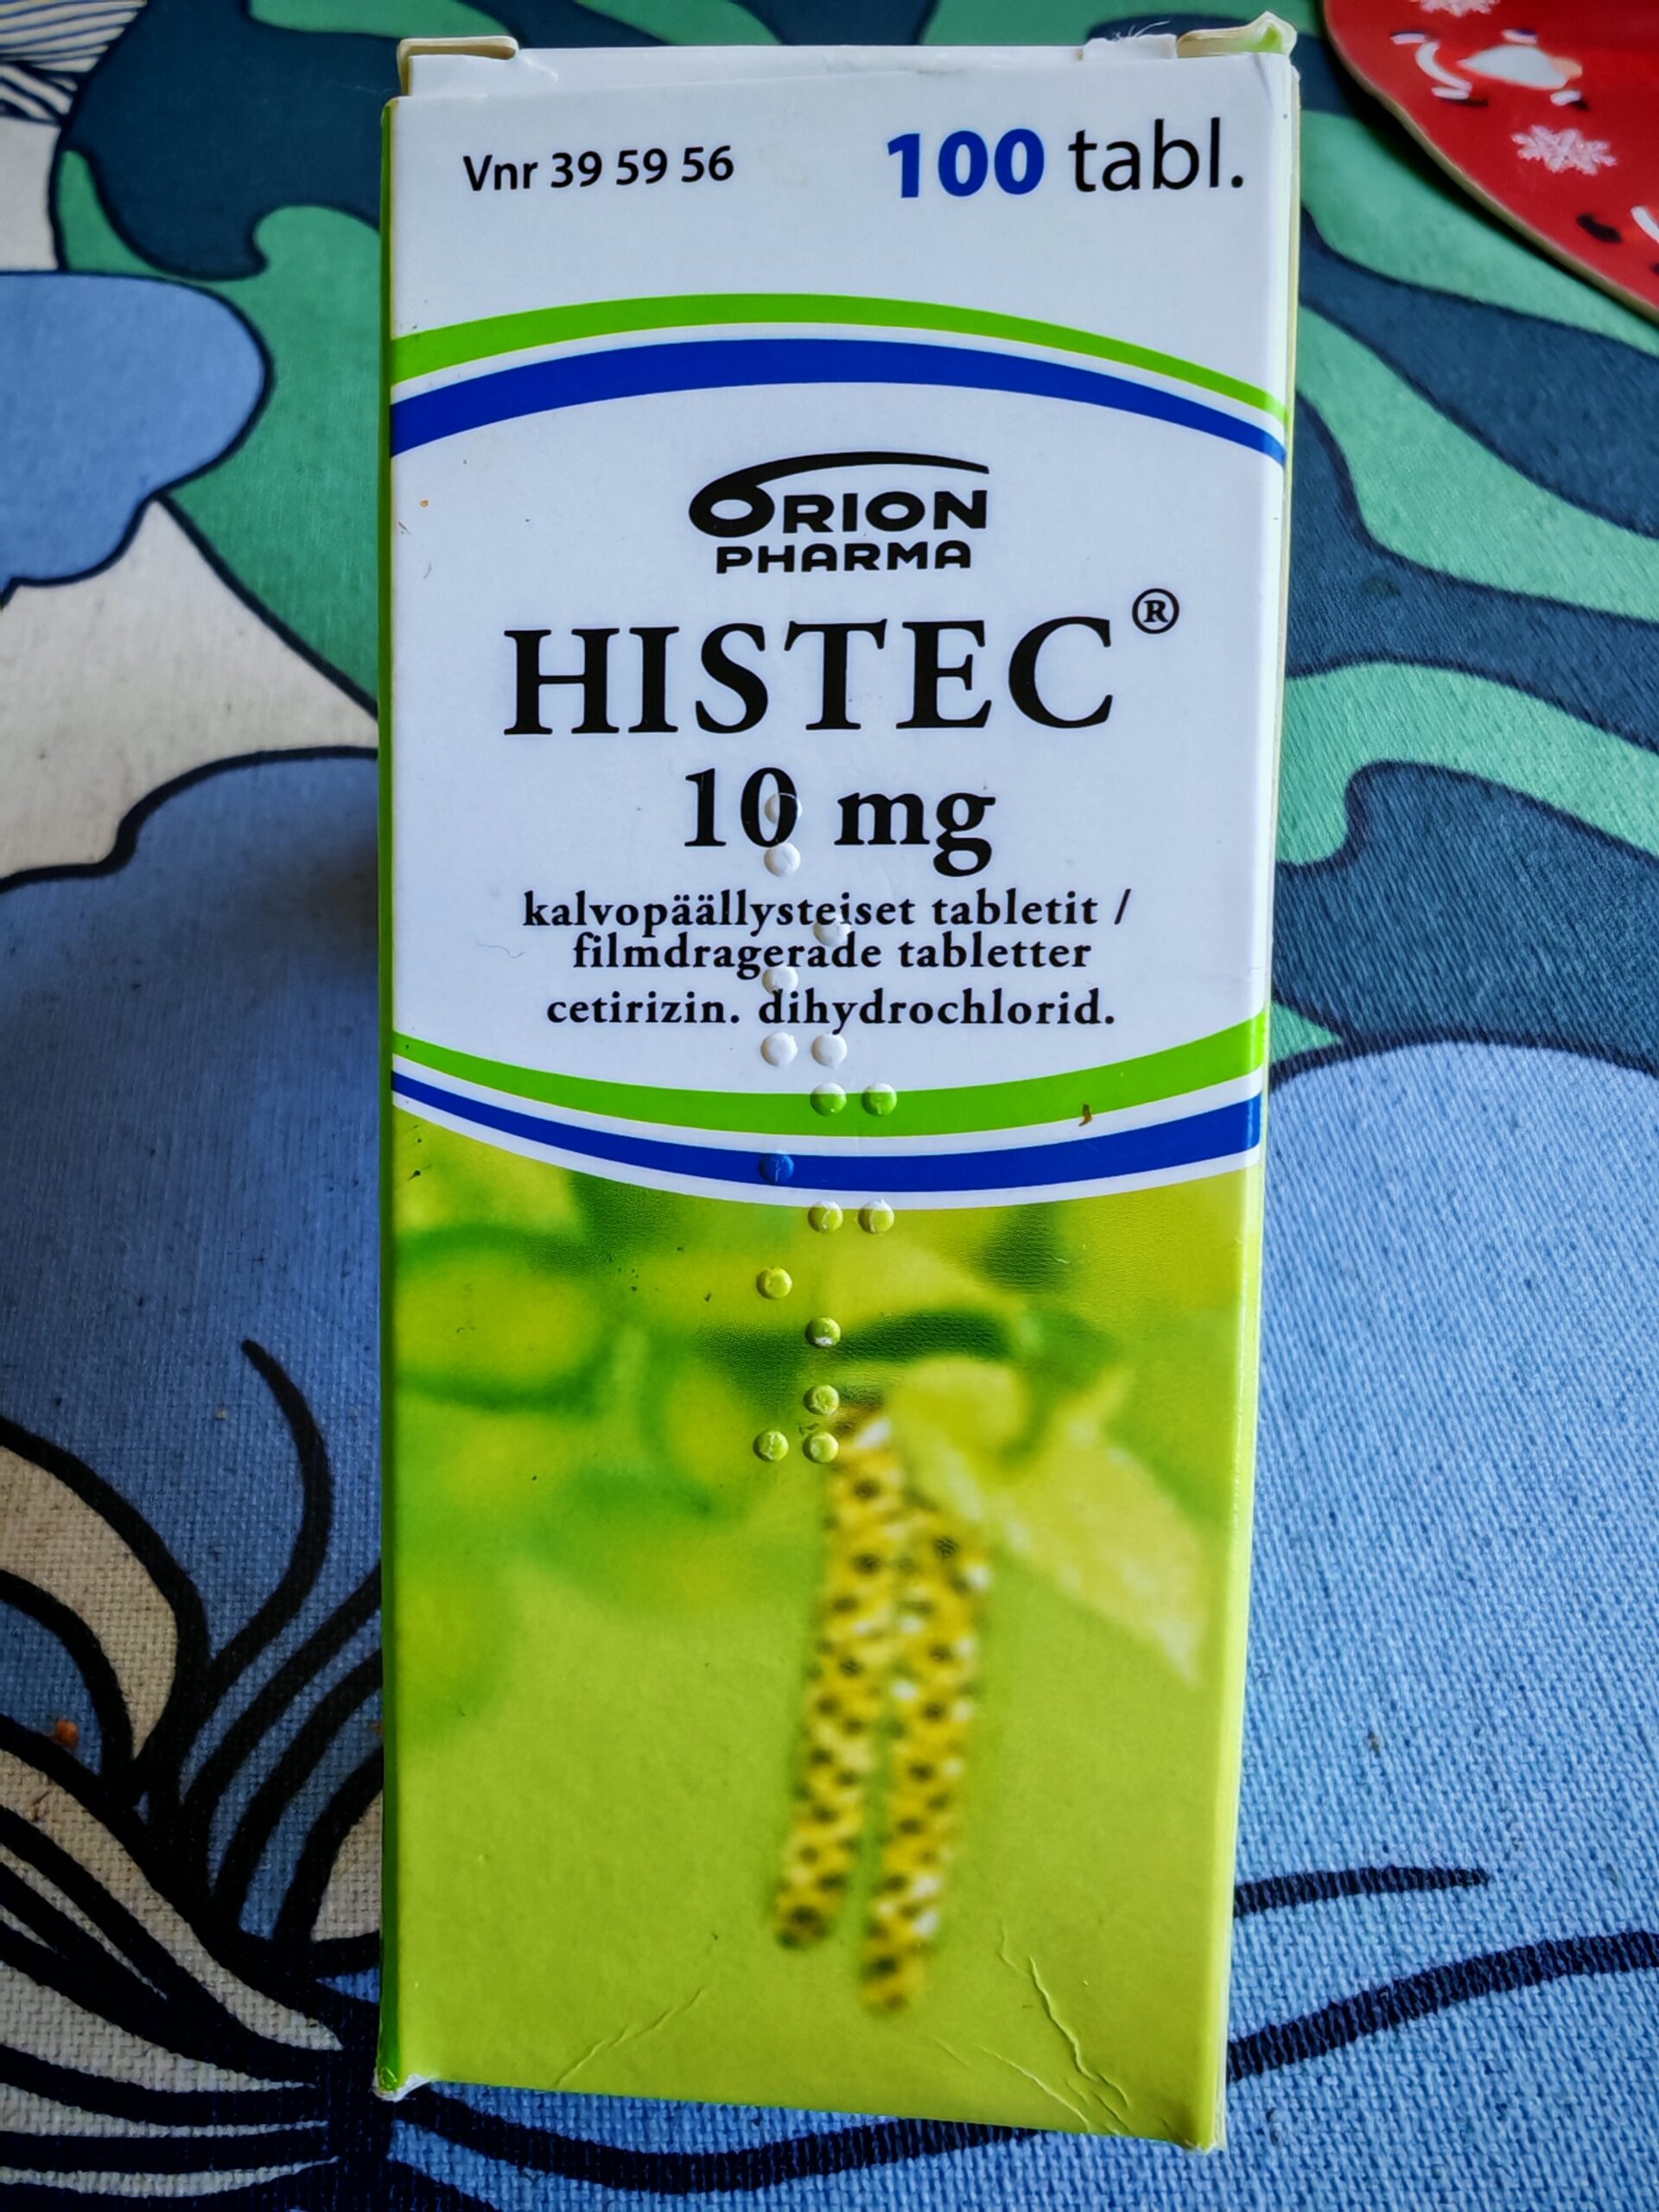 Vnr 39 59 56 100 tabl.
ORION
PHARMA
HISTEC®
10 mg
kalvopäällysteiset tabletit /
filmdragerade tabletter
cetirizin. dihydrochlorid.